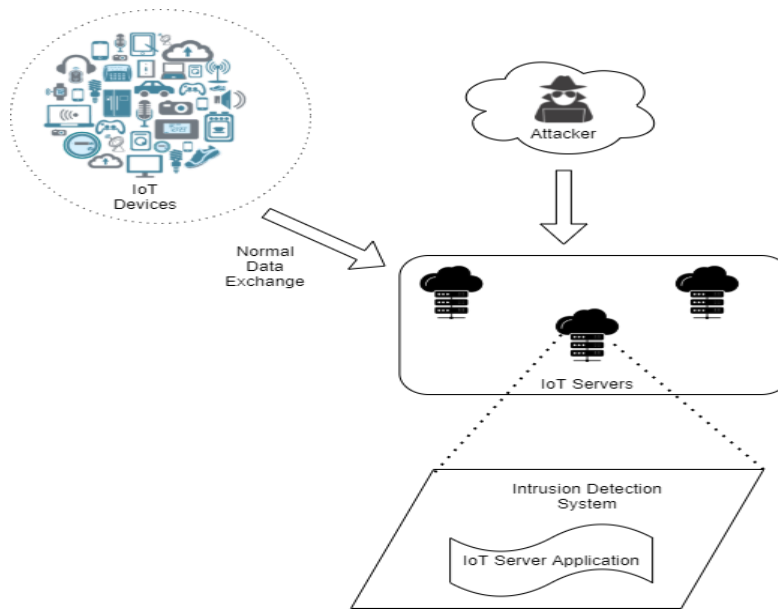 IoT
Devices
Attacker
Normal
Data
Exchange
IoT Servers
Intrusion Detection
System
IoT Server Application